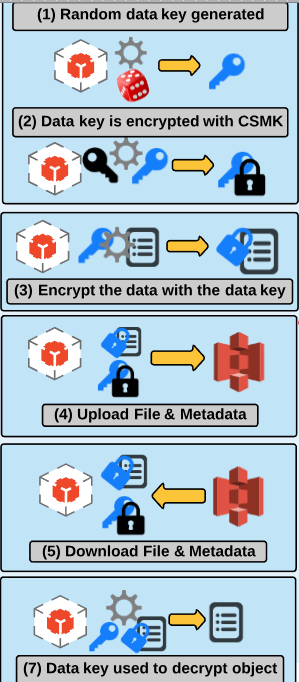 (1) Random data key generated
(2) Data key is encrypted with CSMK
(3) Encrypt the data with the data key
(4) Upload File & Metadata
(5) Download File & Metadata
(7) Data key used to decrypt object